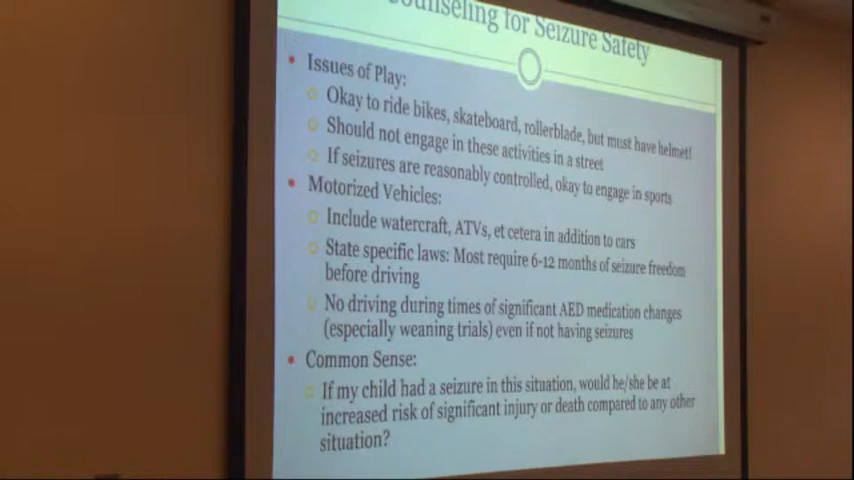 Counseling for Seizure Safety
Issues of Play:
Okay to ride bikes, skateboard, rollerblade, but must have helmet!
Should not engage in these activities in a street
If seizures are reasonably controlled, okay to engage in sports
Motorized Vehicles:
Include watercraft, ATVs, et cetera in addition to cars
State specific laws: Most require 6-12 months of seizure freedom
before driving
No driving during times of significant AED medication changes
(especially weaning trials) even if not having seizures
Common Sense:
If my child had a seizure in this situation, would he/she be at
increased risk of significant injury or death compared to any other
situation?